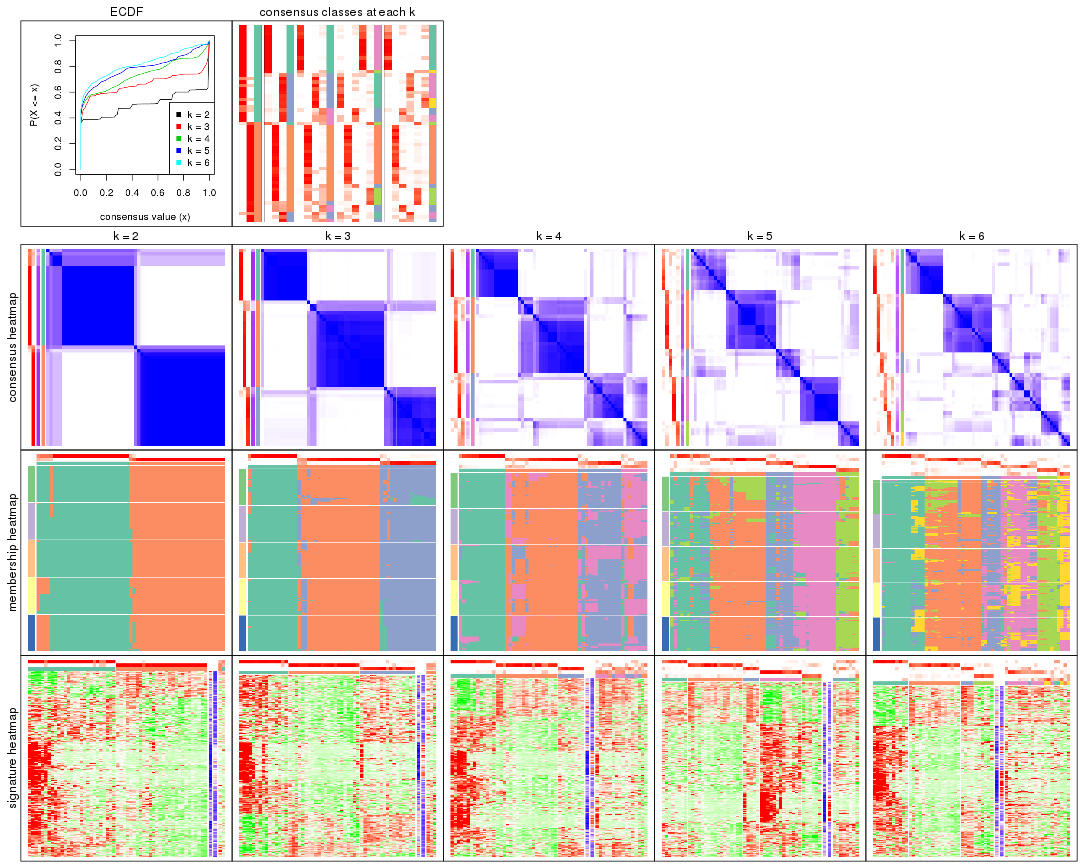 ECDF
consensus classes at each k
P(X <= x)
0.0 0.2 0.4 0.6 0.8 1.0
k = 2
k = 3
k = 4
k = 5
k = 6
0.0 0.2 0.4 0.6 0.8 1.0
consensus value (x)
k = 2 k = 3 k = 4 k = 5 k = 6
consensus heatmap
membership heatmap
signature heatmap